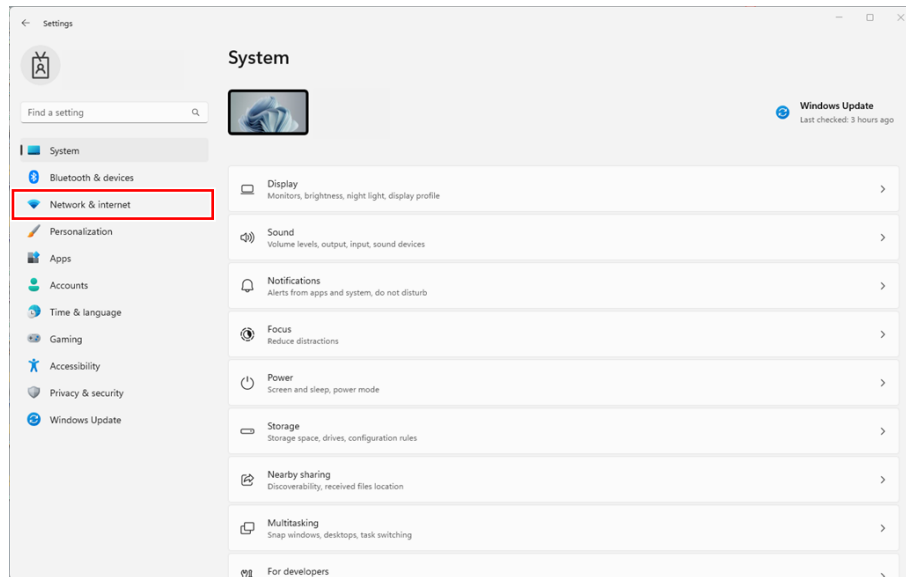 Settings
System
Find a setting
Windows Update
Last checked: 3 hours ago
System
Bluetooth & devices
Network & internet
Personalization
Apps
Accounts
Time & language
Gaming
Accessibility
Privacy & security
Windows Update
Display
Monitors, brightness, night light, display profile
Sound
Volume levels, output, input, sound devices
Notifications
Alerts from apps and system, do not disturb
Focus
Reduce distractions
Power
Screen and sleep, power mode
Storage
Storage space, drives, configuration rules
Nearby sharing
Discoverability, received files location
Multitasking
Snap windows, desktops, task switching
For developers